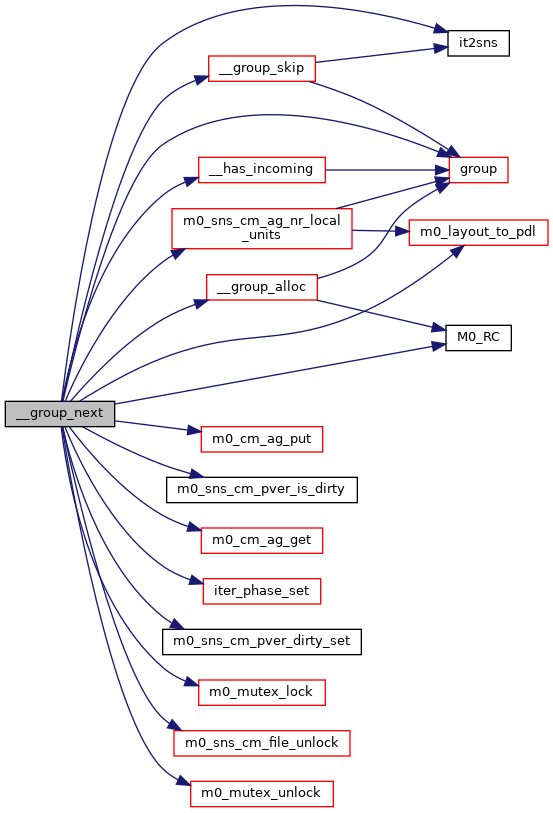 it2sns
__group_skip
__has_incoming
group
m0_sns_cm_ag_nr_local
_units
m0_layout_to_pdl
__group_alloc
M0_RC
__group_next
m0_cm_ag_put
m0_sns_cm_pver_is_dirty
m0_cm_ag_get
iter_phase_set
m0_sns_cm_pver_dirty_set
m0_mutex_lock
m0_sns_cm_file_unlock
m0_mutex_unlock